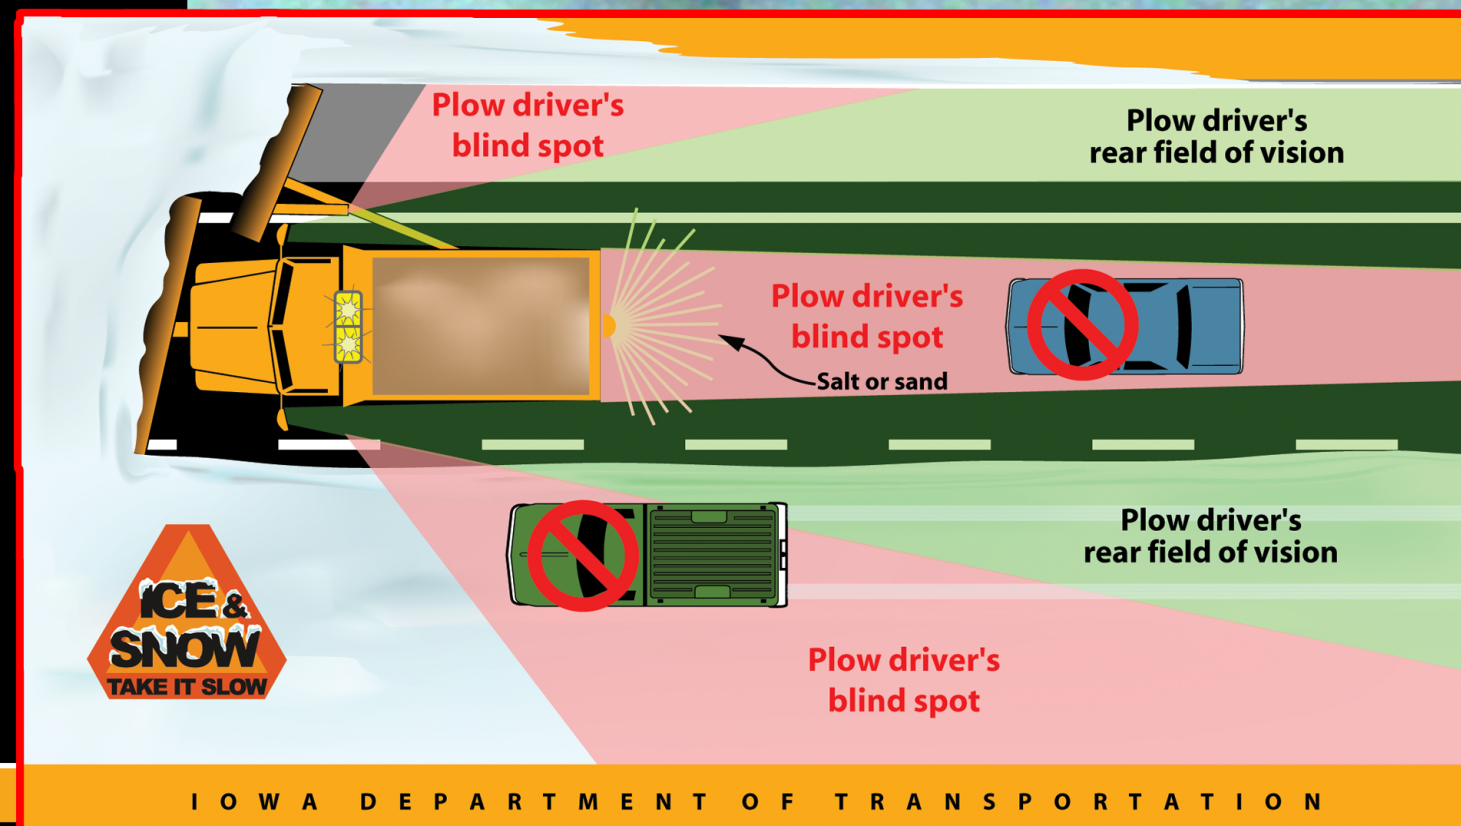 Plow driver's
blind spot
Plow driver's
rear field of vision
Plow driver's
blind spot
Salt or sand
Plow driver's
rear field of vision
ICE &
SNOW
TAKE IT SLOW
Plow driver's
blind spot
IOWA DEPARTMENT OF TRANSPORTATION